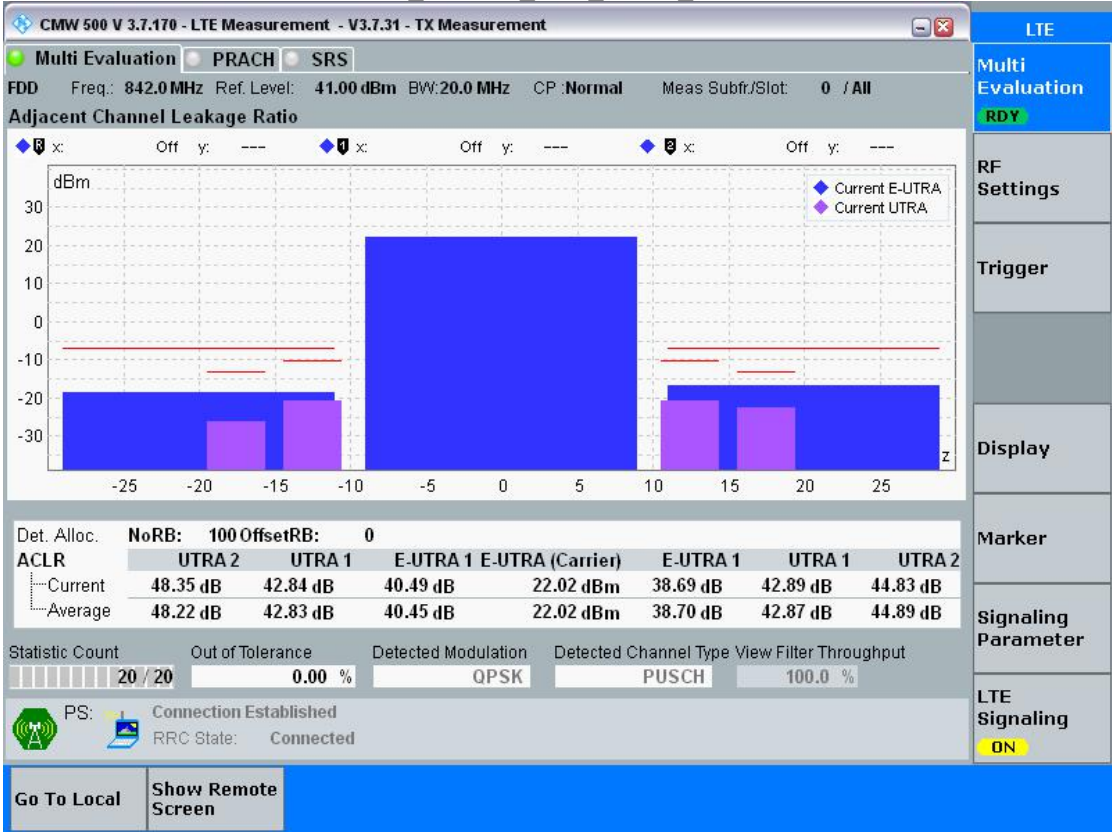 CMW 500 V 3.7.170 - LTE Measurement - V3.7.31 - TX Measurement
LTE
Multi Evaluation PRACH SRS
Multi
Evaluation
RDY
FDD Freq.: 842.0 MHz Ref. Level: 41.00 dBm BW:20.0 MHz CP :Normal Meas Subfr./Slot: 0 / All
Adjacent Channel Leakage Ratio
R x: Off y: --- 1 x: Off y: --- 2 x: Off y: ---
dBm
Current E-UTRA
Current UTRA
30
20
10
0
-10
-20
-30
z
-25 -20 -15 -10 -5 0 5 10 15 20 25
RF
Settings
Trigger
Display
Marker
Signaling
Parameter
LTE
Signaling
ON
Det. Alloc. NoRB: 100 OffsetRB: 0
ACLR UTRA 2 UTRA 1 E-UTRA 1 E-UTRA (Carrier) E-UTRA 1 UTRA 1 UTRA 2
Current 48.35 dB 42.84 dB 40.49 dB 22.02 dBm 38.69 dB 42.89 dB 44.83 dB
Average 48.22 dB 42.83 dB 40.45 dB 22.02 dBm 38.70 dB 42.87 dB 44.89 dB
Statistic Count Out of Tolerance Detected Modulation Detected Channel Type View Filter Throughput
20 / 20 0.00 % QPSK PUSCH 100.0 %
PS: Connection Established
RRC State: Connected
Go To Local
Show Remote
Screen